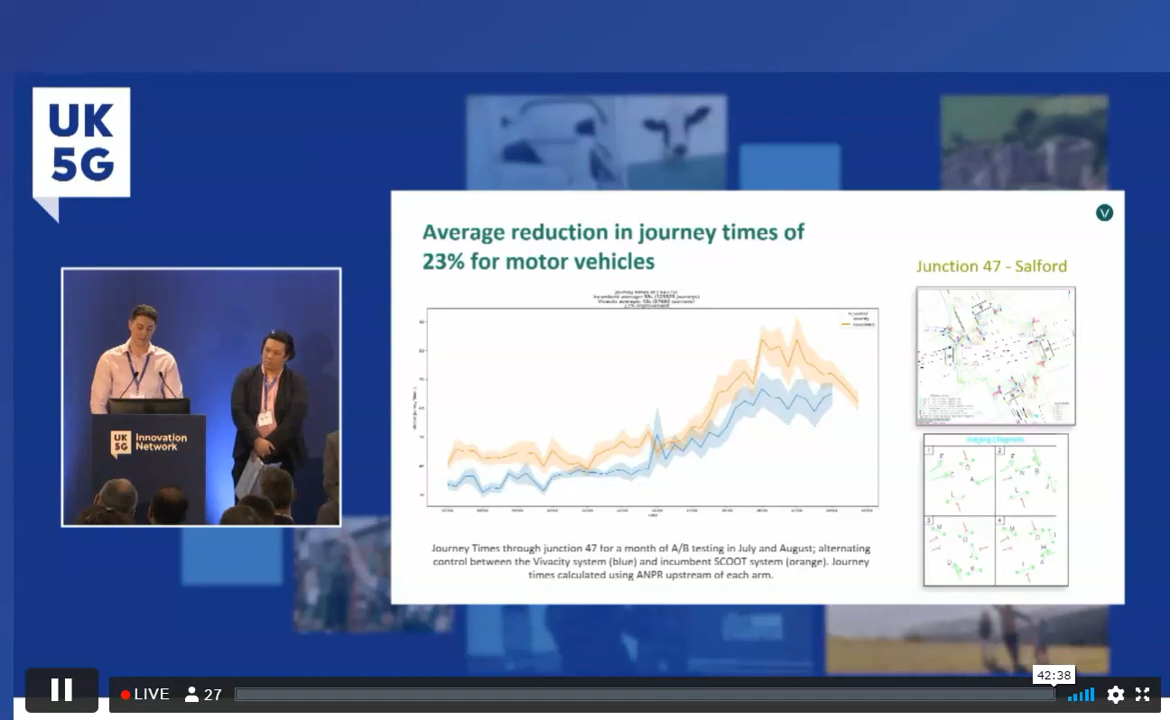 UK
5G
Average reduction in journey times of
23% for motor vehicles
Junction 47 - Salford
Staging Diagrams
UK
5G
Innovation
Network
Journey Times through junction 47 for a month of A/B testing in July and August; alternating
control between the Vivacity system (blue) and incumbent SCOOT system (orange). Journey
times calculated using ANPR upstream of each arm.
42:38
LIVE
27